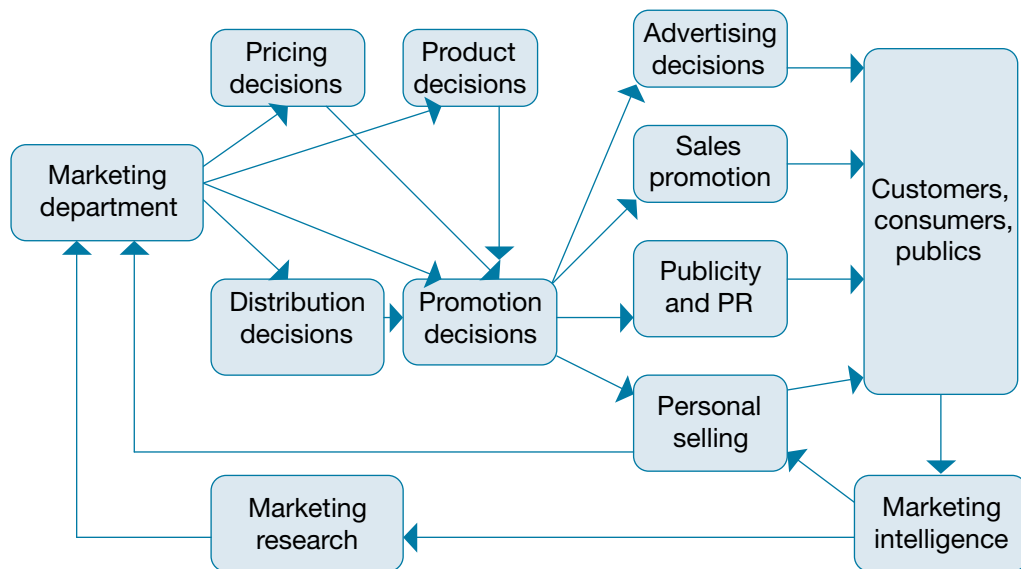 Pricing
decisions
Product
decisions
Advertising
decisions
Marketing
department
Sales
promotion
Customers,
consumers,
publics
Distribution
decisions
Promotion
decisions
Publicity
and PR
Personal
selling
Marketing
research
Marketing
intelligence